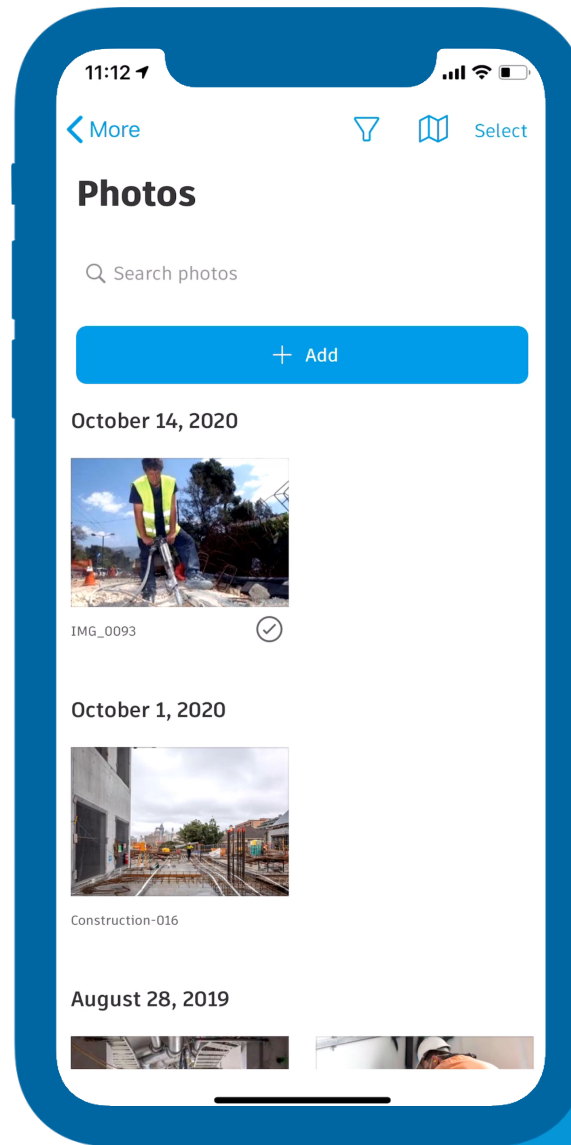 11:12
More
Select
Photos
Search photos
+ Add
October 14, 2020
IMG_0093
October 1, 2020
Construction-016
August 28, 2019